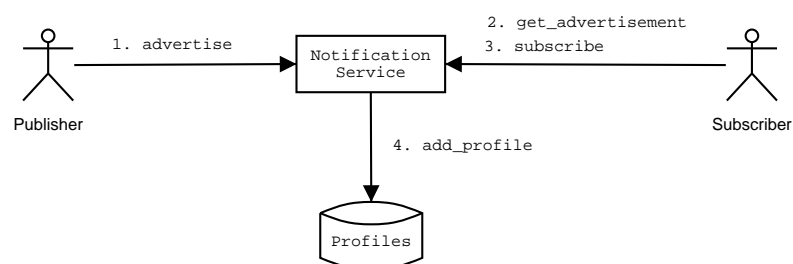 2. get_advertisement
1. advertise
3. subscribe
Notification
Service
Publisher
Subscriber
4. add_profile
Profiles